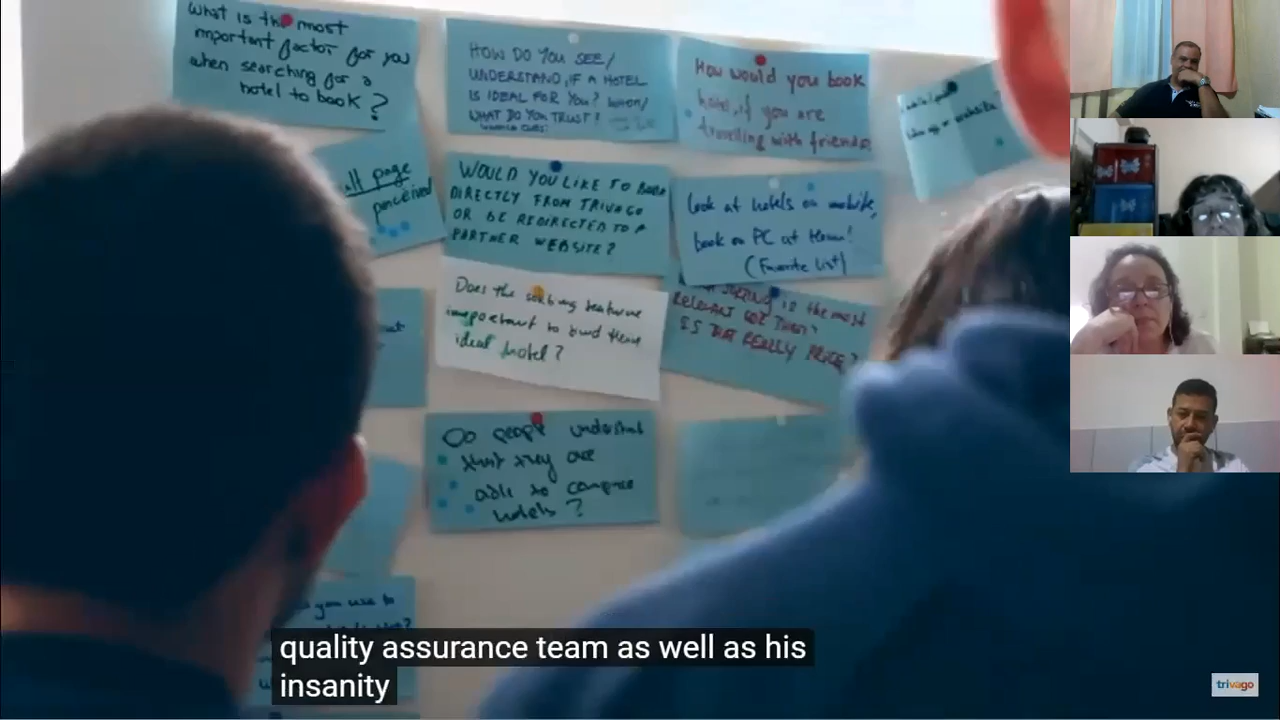 What is the most
important factor for you
when searching for a
hotel to book?
HOW DO YOU SEE/
UNDERSTAND, IF A HOTEL
IS IDEAL FOR YOU? WHEN/
WHAT DO YOU TRUST?
How would you book
hotel, if you are
travelling with friends
page
perceived
WOULD YOU LIKE TO BOOK
DIRECTLY FROM TRIVAGO
OR BE REDIRECTED TO A
PARTNER WEBSITE?
Look at hotels on mobile,
book on PC at home!
(Favorite List)
Does the feature
important to find their
ideal hotel?
is the most
RELEVANT FOR THEM?
IS THAT REALLY PRICE?
Do people understand
that they are
able to compare
hotels?
you use to
quality assurance team as well as his
insanity
trivago